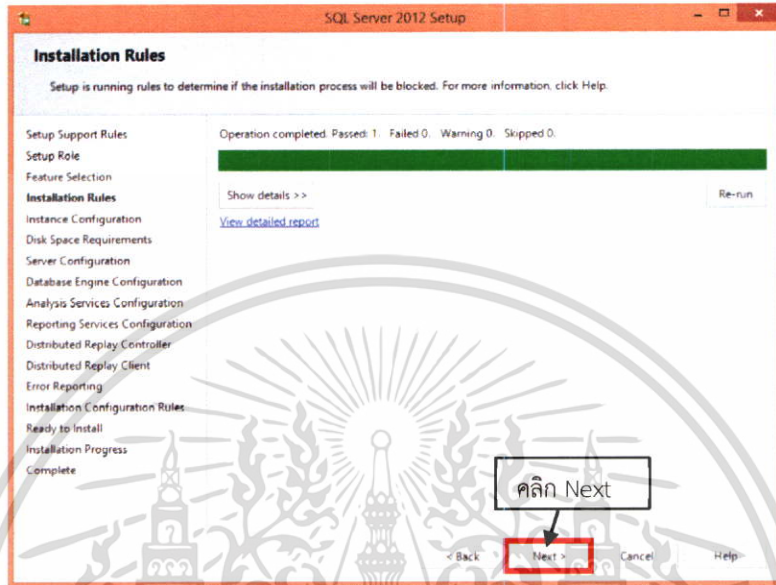 SQL Server 2012 Setup
Installation Rules
Setup is running rules to determine if the installation process will be blocked. For more information, click Help.
Setup Support Rules
Setup Role
Feature Selection
Installation Rules
Instance Configuration
Disk Space Requirements
Server Configuration
Database Engine Configuration
Analysis Services Configuration
Reporting Services Configuration
Distributed Replay Controller
Distributed Replay Client
Error Reporting
Installation Configuration Rules
Ready to Install
Installation Progress
Complete
Operation completed. Passed: 1. Failed 0. Warning 0. Skipped 0.
Show details >>
Re-run
View detailed report
คลิก Next
< Back
Next >
Cancel
Help